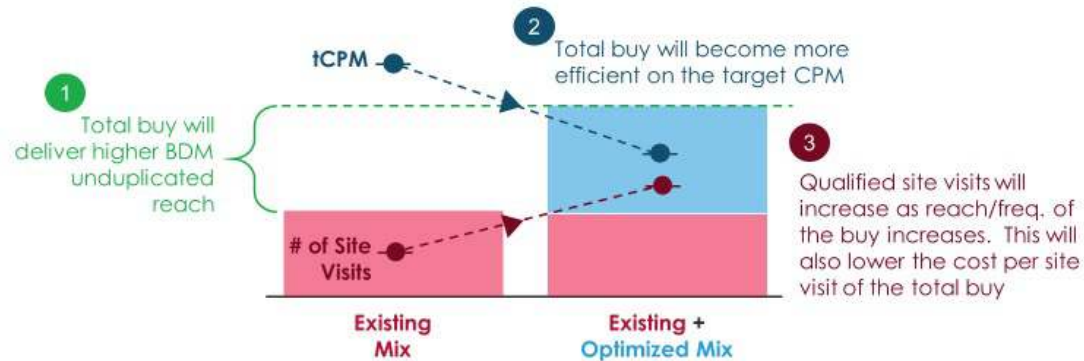 1
Total buy will
deliver higher BDM
unduplicated
reach
tCPM
2
Total buy will become more
efficient on the target CPM
# of Site
Visits
3
Qualified site visits will
increase as reach/freq. of
the buy increases. This will
also lower the cost per site
visit of the total buy
Existing
Mix
Existing +
Optimized Mix